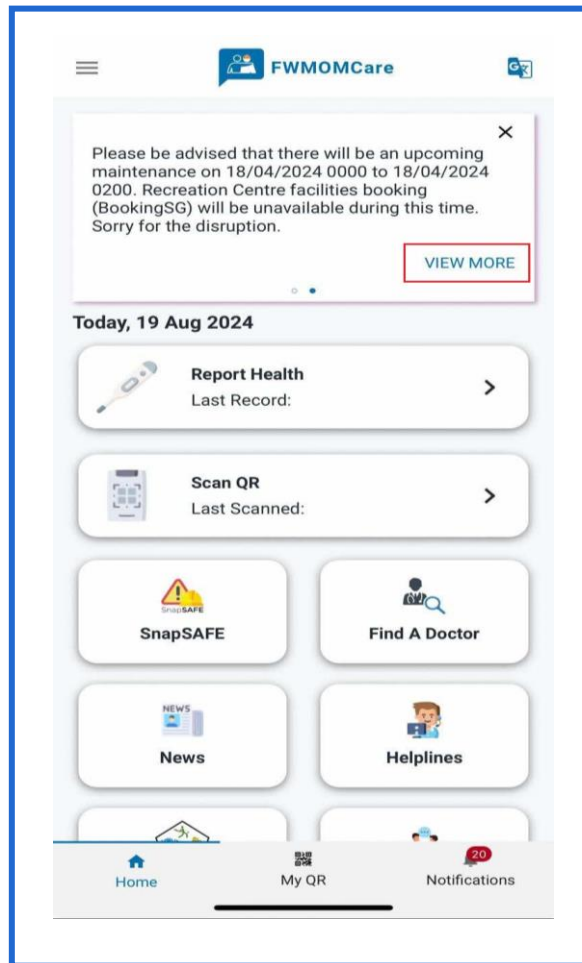 FWMOMCare
Please be advised that there will be an upcoming
maintenance on 18/04/2024 0000 to 18/04/2024
0200. Recreation Centre facilities booking
(BookingSG) will be unavailable during this time.
Sorry for the disruption.
VIEW MORE
Today, 19 Aug 2024
Report Health
Last Record:
Scan QR
Last Scanned:
SnapSAFE
SnapSAFE
Find A Doctor
NEWS
News
Helplines
20
Home
My QR
Notifications